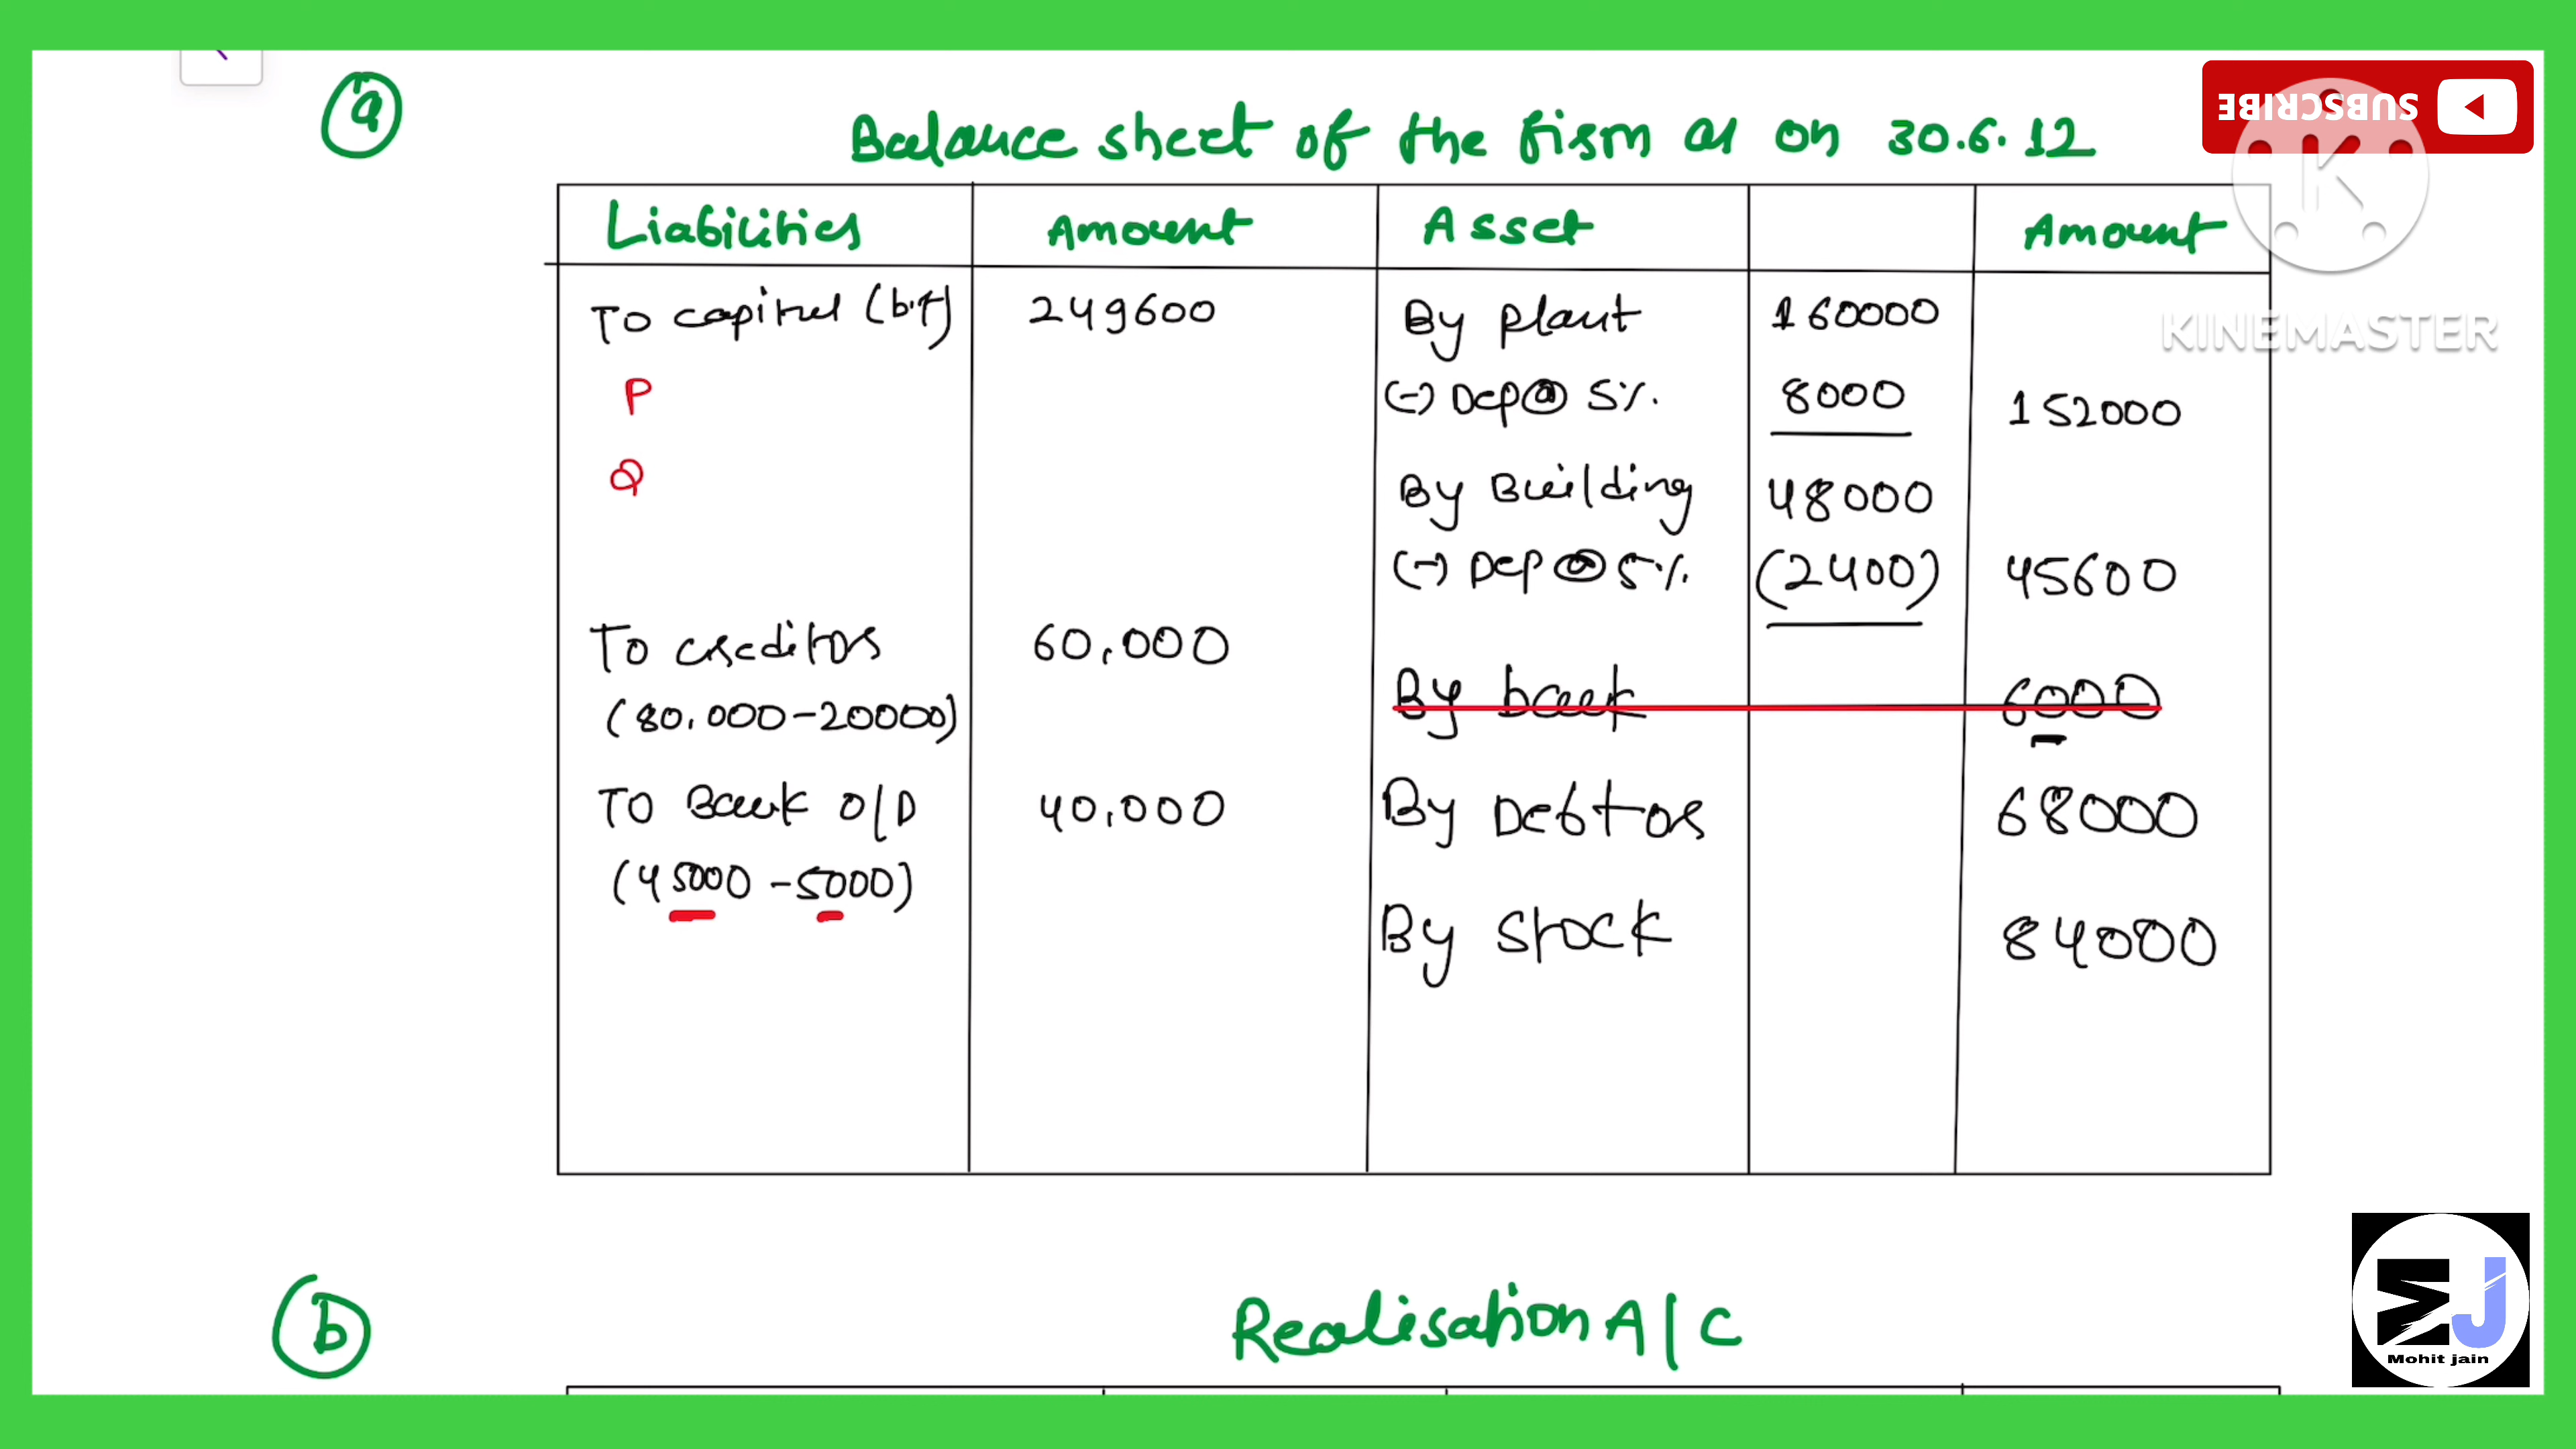 a
SUBSCRIBE
Balance sheet of the firm as on 30.6.12
Liabilities Amount Asset Amount
To capital (b.f) 249600 By plant 160000
KINEMASTER
P (-) Dep@ 5%. 8000 152000
Q By Building 48000
(-) Dep@ 5% (2400) 45600
To creditors 60,000
(80,000-20000) By bank 6000
To Bank O/D 40,000 By Debtors 68000
(45000-5000)
By Stock 84000
b
Realisation A/C
MJ
Mohit jain